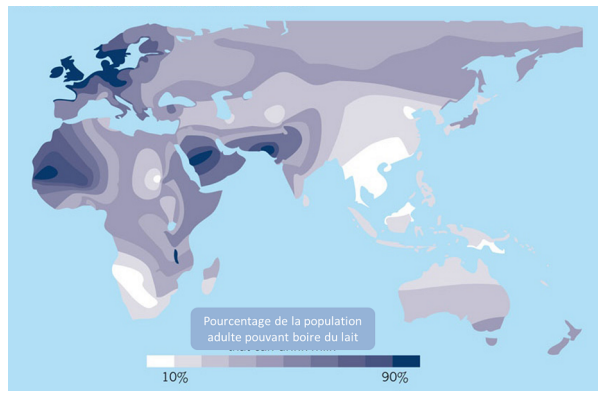 Pourcentage de la population
adulte pouvant boire du lait
10%
90%